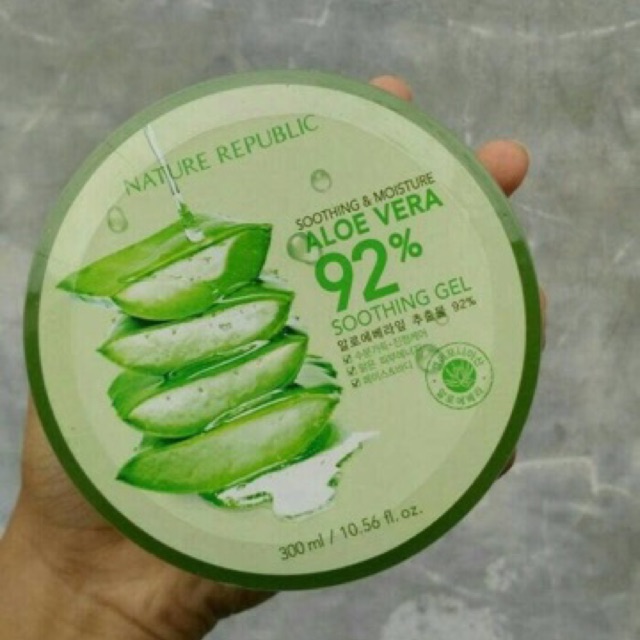 NATURE REPUBLIC
SOOTHING & MOISTURE
ALOE VERA
92%
SOOTHING GEL
알로에베라잎 추출물 92%
300 ml / 10.56 fl. oz.